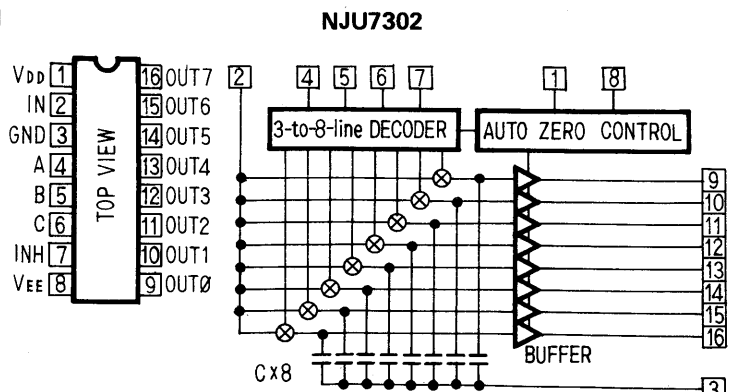 NJU7302
VDD 1
16 OUT7
IN 2
15 OUT6
GND 3
14 OUT5
A 4
13 OUT4
B 5
12 OUT3
C 6
11 OUT2
INH 7
10 OUT1
VEE 8
9 OUTØ
TOP VIEW
2
4
5
6
7
1
8
3-to-8-line DECODER
AUTO ZERO CONTROL
9
10
11
12
13
14
15
16
BUFFER
C×8
3